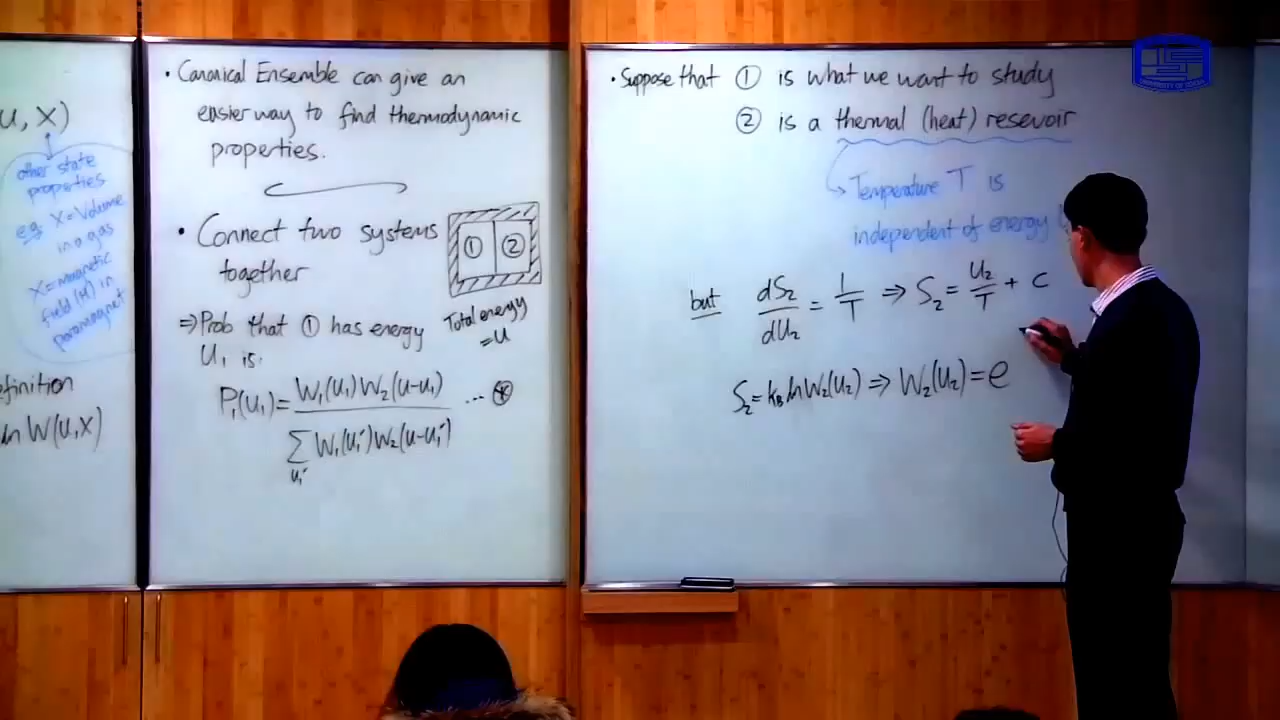 u, X)
other state
properties
eg. X = Volume
in a gas
X = magnetic
field (H) in
paramagnet
efinition
ln W(U,X)
• Canonical Ensemble can give an
easier way to find thermodynamic
properties.
• Connect two systems
together
① ②
Total energy
= U
⇒ Prob that ① has energy
U₁ is:
P₁(U₁) = W₁(U₁)W₂(U-U₁) / ∑_{U₁'} W₁(U₁')W₂(U-U₁') ... ⊛
• Suppose that ① is what we want to study
② is a thermal (heat) resevoir
↳ Temperature T is
independent of energy
but dS₂/dU₂ = 1/T ⇒ S₂ = U₂/T + C
S₂ = k_B ln W₂(U₂) ⇒ W₂(U₂) = e